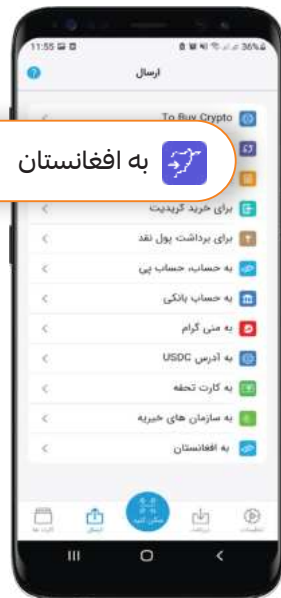 11:55
36%
ارسال
To Buy Crypto
به افغانستان
برای خرید کریدیت
برای برداشت پول نقد
به حساب، حساب پی
به حساب بانکی
به منی گرام
به آدرس USDC
به کارت تحفه
به سازمان های خیریه
به افغانستان
ارسال